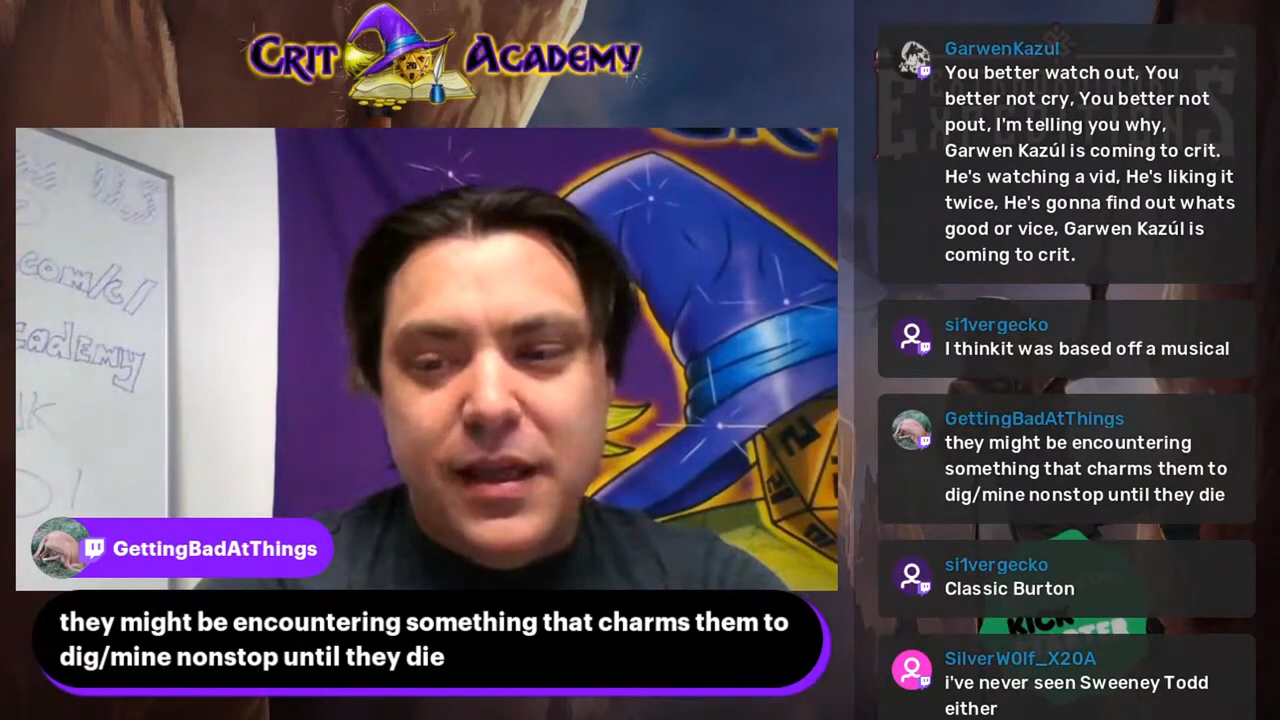 CRIT ACADEMY
.com/c/
cademy
GettingBadAtThings
they might be encountering something that charms them to
dig/mine nonstop until they die
GarwenKazul
You better watch out, You
better not cry, You better not
pout, I'm telling you why,
Garwen Kazúl is coming to crit.
He's watching a vid, He's liking it
twice, He's gonna find out whats
good or vice, Garwen Kazúl is
coming to crit.
si1vergecko
I thinkit was based off a musical
GettingBadAtThings
they might be encountering
something that charms them to
dig/mine nonstop until they die
si1vergecko
Classic Burton
KICK
SilverW0lf_X20A
i've never seen Sweeney Todd
either